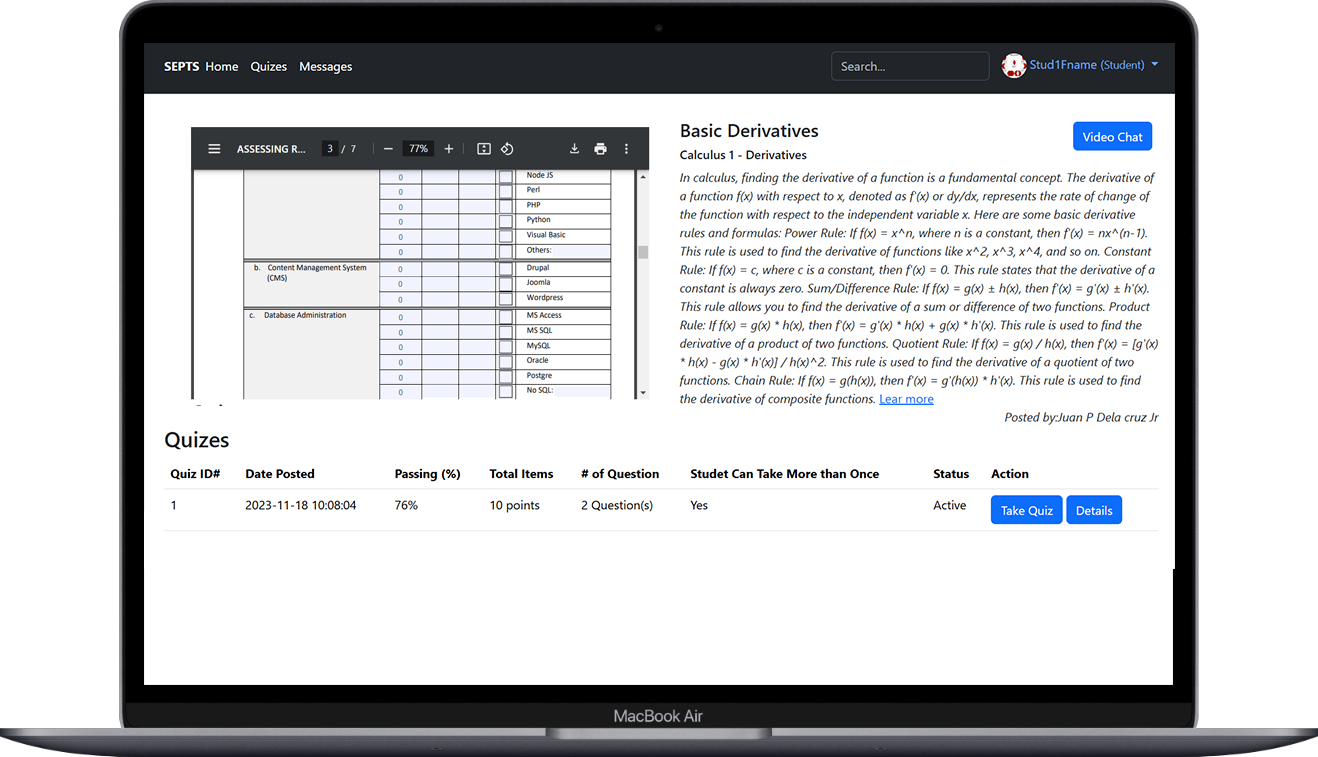 SEPTS Home Quizes Messages Search... Stud1Fname (Student)
ASSESSING R... 3 / 7 77%
0 Node JS
0 Perl
0 PHP
0 Python
0 Visual Basic
0 Others:
b. Content Management System (CMS)
0 Drupal
0 Joomla
0 Wordpress
c. Database Administration
0 MS Access
0 MS SQL
0 MySQL
0 Oracle
0 Postgre
0 No SQL:
Basic Derivatives
Video Chat
Calculus 1 - Derivatives
In calculus, finding the derivative of a function is a fundamental concept. The derivative of
a function f(x) with respect to x, denoted as f'(x) or dy/dx, represents the rate of change of
the function with respect to the independent variable x. Here are some basic derivative
rules and formulas: Power Rule: If f(x) = x^n, where n is a constant, then f'(x) = nx^(n-1).
This rule is used to find the derivative of functions like x^2, x^3, x^4, and so on. Constant
Rule: If f(x) = c, where c is a constant, then f'(x) = 0. This rule states that the derivative of a
constant is always zero. Sum/Difference Rule: If f(x) = g(x) ± h(x), then f'(x) = g'(x) ± h'(x).
This rule allows you to find the derivative of a sum or difference of two functions. Product
Rule: If f(x) = g(x) * h(x), then f'(x) = g'(x) * h(x) + g(x) * h'(x). This rule is used to find the
derivative of a product of two functions. Quotient Rule: If f(x) = g(x) / h(x), then f'(x) = [g'(x)
* h(x) - g(x) * h'(x)] / h(x)^2. This rule is used to find the derivative of a quotient of two
functions. Chain Rule: If f(x) = g(h(x)), then f'(x) = g'(h(x)) * h'(x). This rule is used to find
the derivative of composite functions. Lear more
Posted by:Juan P Dela cruz Jr
Quizes
Quiz ID# Date Posted Passing (%) Total Items # of Question Studet Can Take More than Once Status Action
1 2023-11-18 10:08:04 76% 10 points 2 Question(s) Yes Active Take Quiz Details
MacBook Air